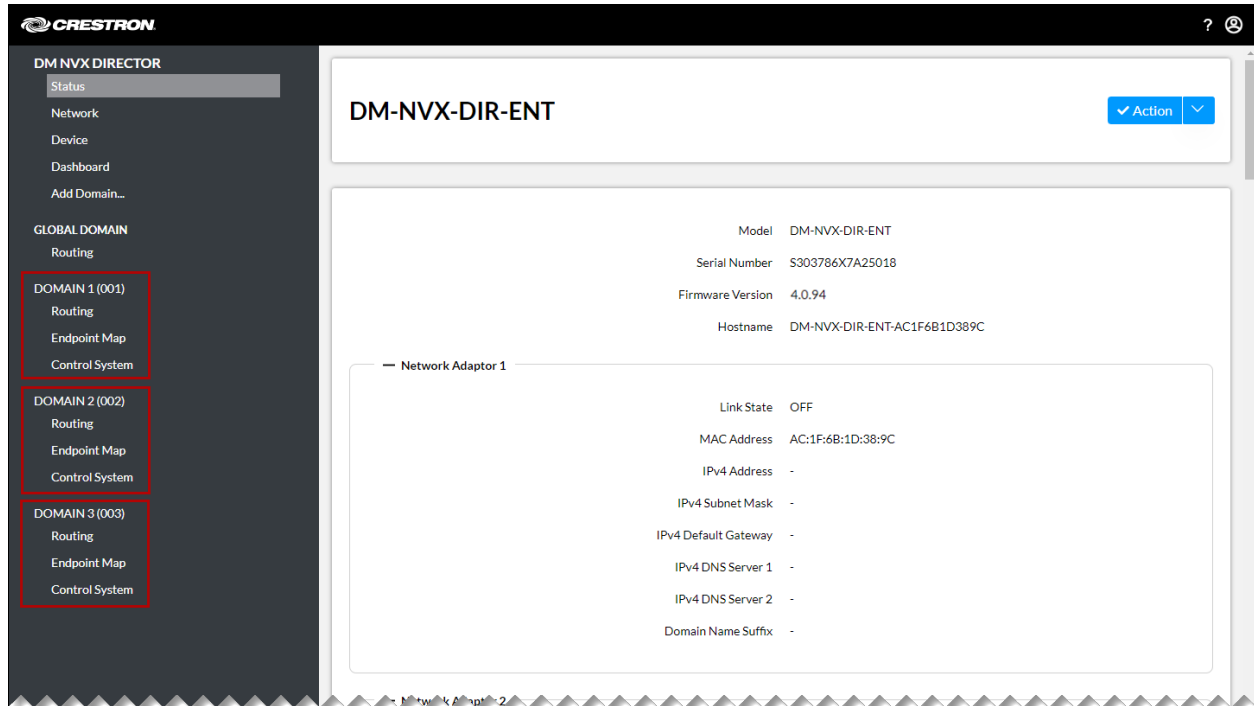 CRESTRON.
?
DM NVX DIRECTOR
Status
Network
Device
Dashboard
Add Domain...
GLOBAL DOMAIN
Routing
DOMAIN 1 (001)
Routing
Endpoint Map
Control System
DOMAIN 2 (002)
Routing
Endpoint Map
Control System
DOMAIN 3 (003)
Routing
Endpoint Map
Control System
DM-NVX-DIR-ENT
Action
Model DM-NVX-DIR-ENT
Serial Number S303786X7A25018
Firmware Version 4.0.94
Hostname DM-NVX-DIR-ENT-AC1F6B1D389C
Network Adaptor 1
Link State OFF
MAC Address AC:1F:6B:1D:38:9C
IPv4 Address -
IPv4 Subnet Mask -
IPv4 Default Gateway -
IPv4 DNS Server 1 -
IPv4 DNS Server 2 -
Domain Name Suffix -
Network Adaptor 2